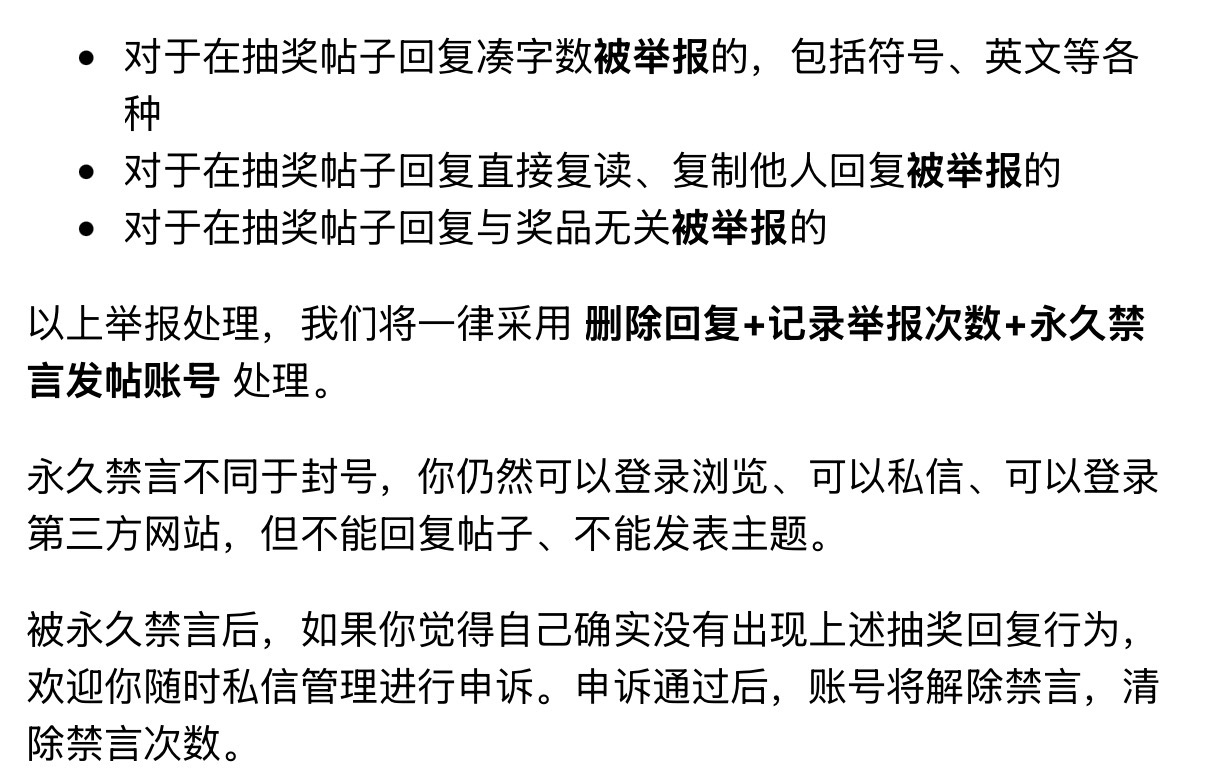 • 对于在抽奖帖子回复凑字数被举报的，包括符号、英文等各
种
• 对于在抽奖帖子回复直接复读、复制他人回复被举报的
• 对于在抽奖帖子回复与奖品无关被举报的
以上举报处理，我们将一律采用 删除回复+记录举报次数+永久禁
言发帖账号 处理。
永久禁言不同于封号，你仍然可以登录浏览、可以私信、可以登录
第三方网站，但不能回复帖子、不能发表主题。
被永久禁言后，如果你觉得自己确实没有出现上述抽奖回复行为，
欢迎你随时私信管理进行申诉。申诉通过后，账号将解除禁言，清
除禁言次数。